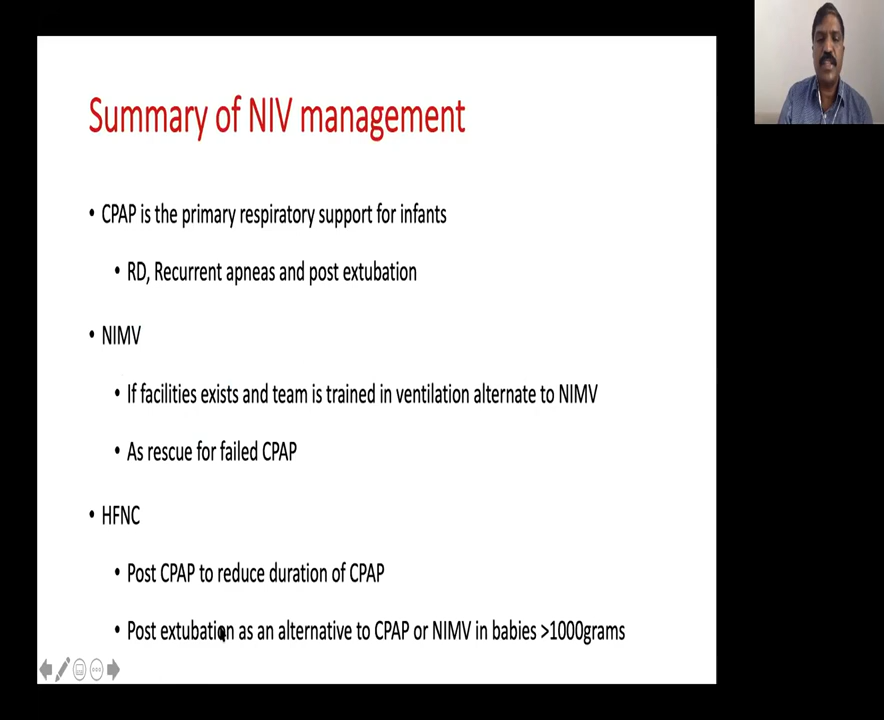 Summary of NIV management
• CPAP is the primary respiratory support for infants
• RD, Recurrent apneas and post extubation
• NIMV
• If facilities exists and team is trained in ventilation alternate to NIMV
• As rescue for failed CPAP
• HFNC
• Post CPAP to reduce duration of CPAP
• Post extubation as an alternative to CPAP or NIMV in babies >1000grams